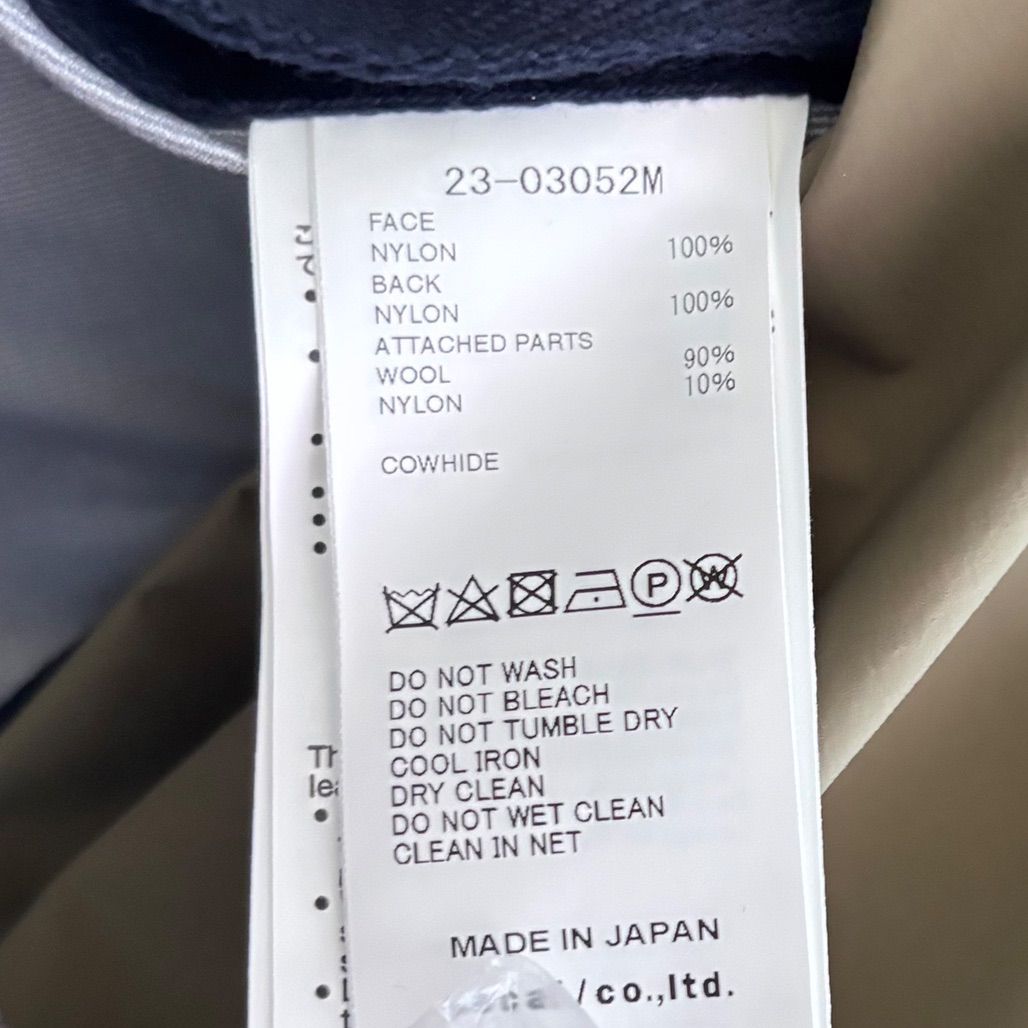 23-03052M
FACE
NYLON 100%
BACK
NYLON 100%
ATTACHED PARTS
WOOL 90%
NYLON 10%
COWHIDE
P W
DO NOT WASH
DO NOT BLEACH
DO NOT TUMBLE DRY
COOL IRON
DRY CLEAN
DO NOT WET CLEAN
CLEAN IN NET
MADE IN JAPAN
/co.,ltd.